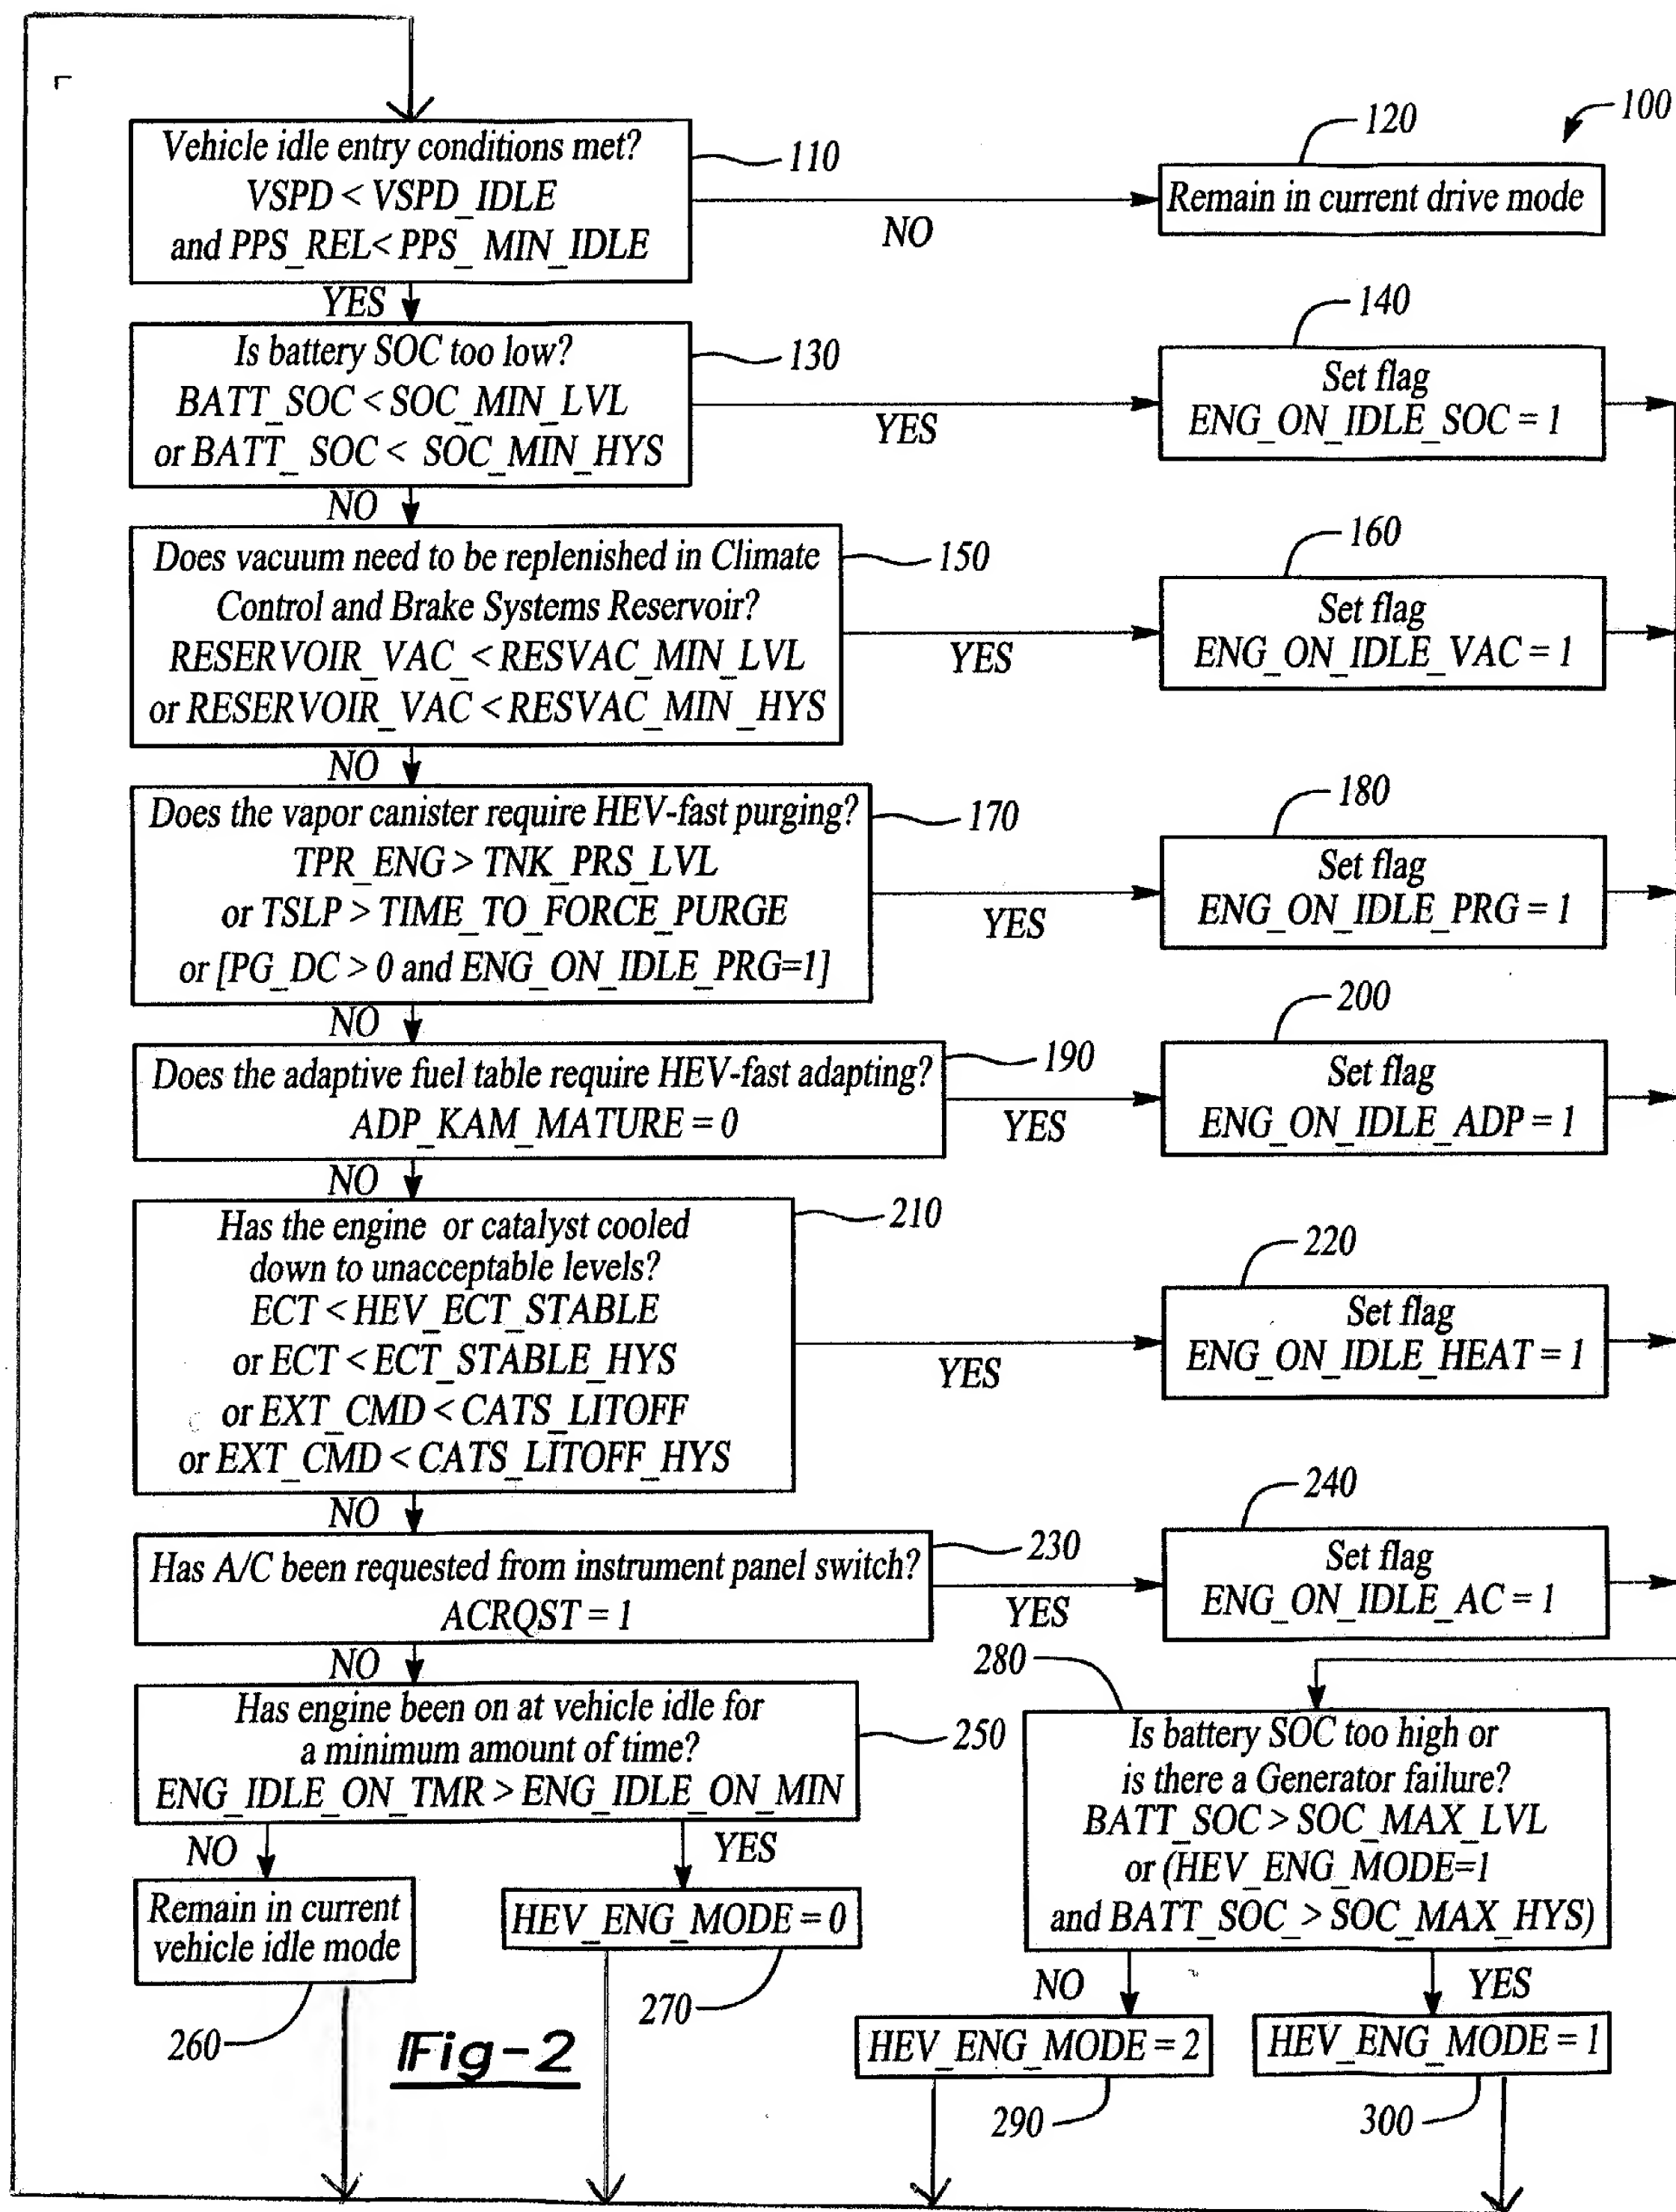 100
Vehicle idle entry conditions met?
VSPD < VSPD_IDLE
and PPS_REL< PPS_ MIN_IDLE
110
NO
120
Remain in current drive mode
YES
Is battery SOC too low?
BATT_SOC < SOC_MIN_LVL
or BATT_ SOC < SOC_MIN_HYS
130
YES
140
Set flag
ENG_ON_IDLE_SOC = 1
NO
Does vacuum need to be replenished in Climate
Control and Brake Systems Reservoir?
RESERVOIR_VAC_<RESVAC_MIN_LVL
or RESERVOIR_VAC <RESVAC_MIN_HYS
150
YES
160
Set flag
ENG_ON_IDLE_VAC = 1
NO
Does the vapor canister require HEV-fast purging?
TPR_ENG > TNK_PRS_LVL
or TSLP > TIME_TO_FORCE_PURGE
or [PG_DC > 0 and ENG_ON_IDLE_PRG=1]
170
YES
180
Set flag
ENG_ON_IDLE_PRG = 1
NO
Does the adaptive fuel table require HEV-fast adapting?
ADP_KAM_MATURE = 0
190
YES
200
Set flag
ENG_ON_IDLE_ADP = 1
NO
Has the engine or catalyst cooled
down to unacceptable levels?
ECT < HEV_ECT_STABLE
or ECT < ECT_STABLE_HYS
or EXT_CMD < CATS_LITOFF
or EXT_CMD < CATS_LITOFF_HYS
210
YES
220
Set flag
ENG_ON_IDLE_HEAT = 1
NO
Has A/C been requested from instrument panel switch?
ACRQST = 1
230
YES
240
Set flag
ENG_ON_IDLE_AC = 1
NO
Has engine been on at vehicle idle for
a minimum amount of time?
ENG_IDLE_ON_TMR > ENG_IDLE_ON_MIN
250
NO
YES
Remain in current
vehicle idle mode
260
HEV_ENG_MODE = 0
270
280
Is battery SOC too high or
is there a Generator failure?
BATT_SOC > SOC_MAX_LVL
or (HEV_ENG_MODE=1
and BATT_SOC > SOC_MAX_HYS)
NO
YES
HEV_ENG_MODE = 2
290
HEV_ENG_MODE = 1
300
Fig-2